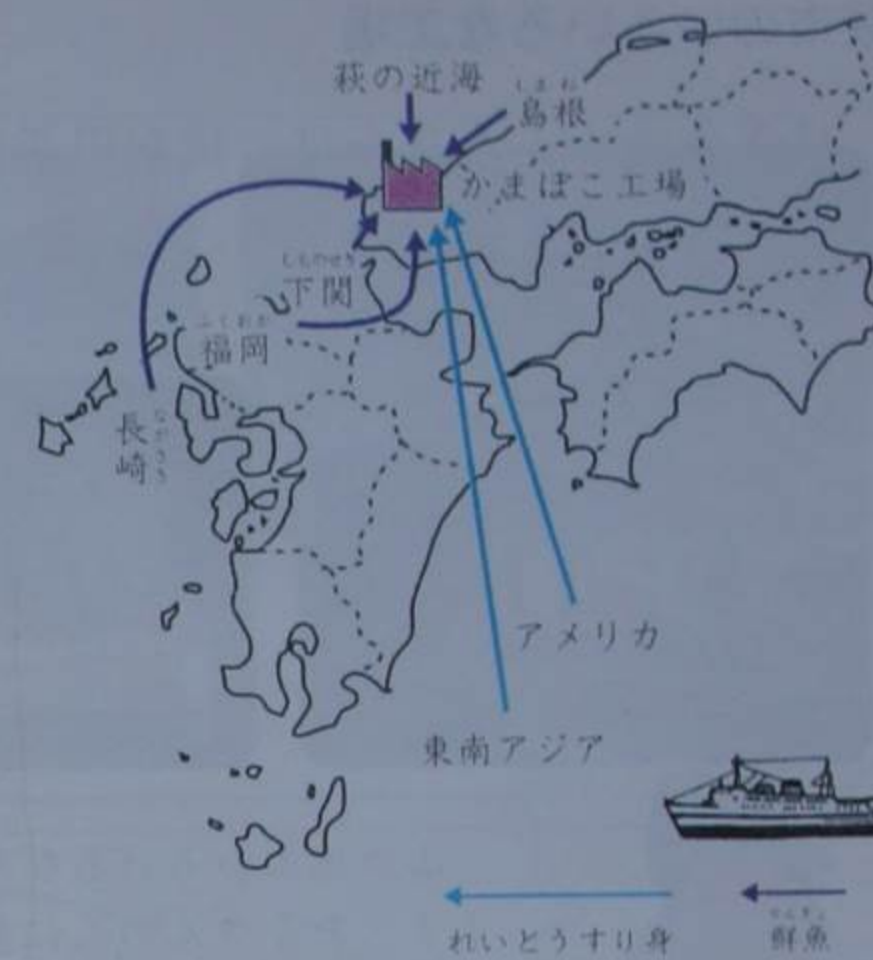 萩の近海
しまね
島根
かまぼこ工場
しものせき
下関
ふくおか
福岡
長崎
ながさき
アメリカ
東南アジア
れいとうすり身
せんぎょ
鮮魚